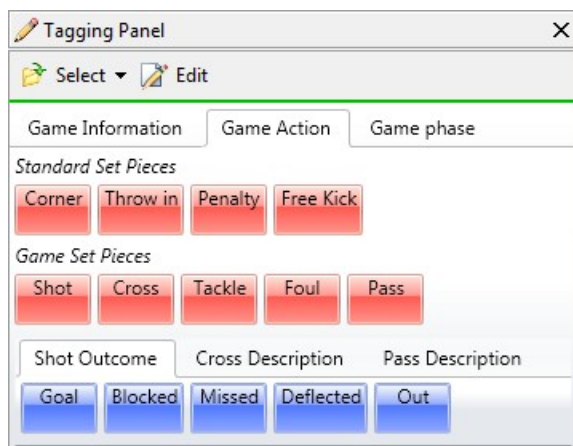 Tagging Panel
Select Edit
Game Information Game Action Game phase
Standard Set Pieces
Corner Throw in Penalty Free Kick
Game Set Pieces
Shot Cross Tackle Foul Pass
Shot Outcome Cross Description Pass Description
Goal Blocked Missed Deflected Out